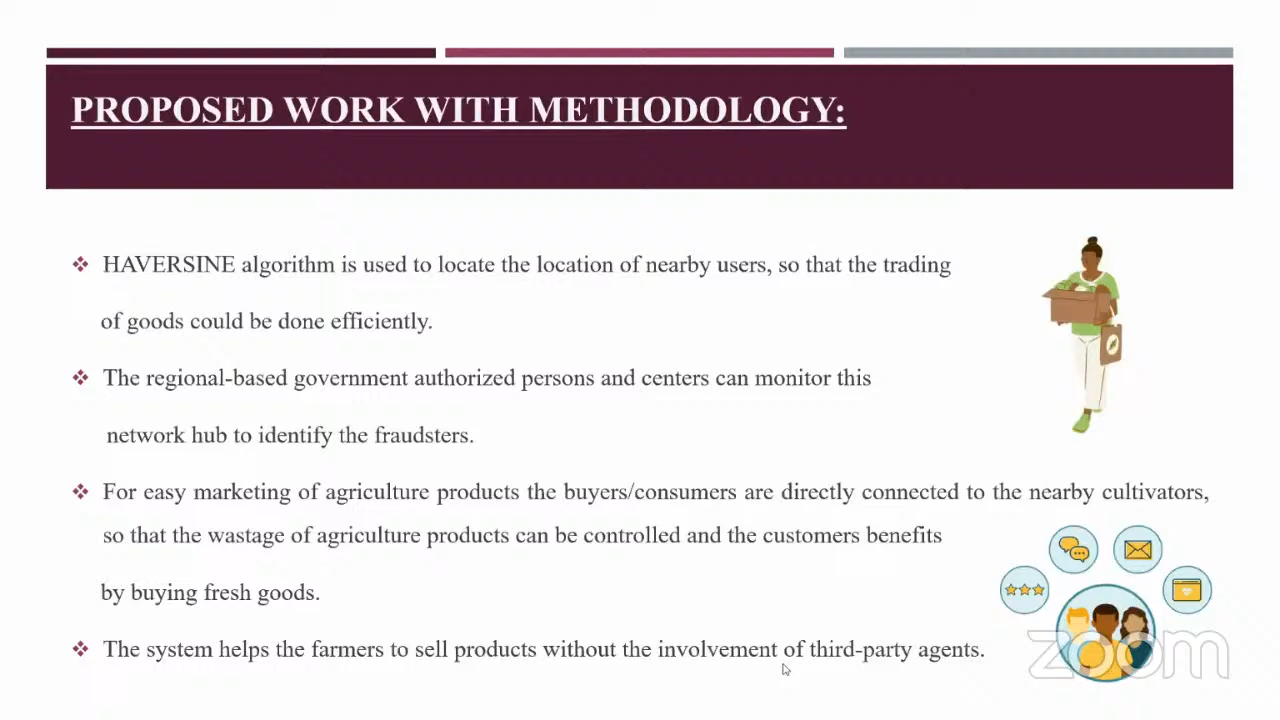 PROPOSED WORK WITH METHODOLOGY:
❖ HAVERSINE algorithm is used to locate the location of nearby users, so that the trading
of goods could be done efficiently.
❖ The regional-based government authorized persons and centers can monitor this
network hub to identify the fraudsters.
❖ For easy marketing of agriculture products the buyers/consumers are directly connected to the nearby cultivators,
so that the wastage of agriculture products can be controlled and the customers benefits
by buying fresh goods.
❖ The system helps the farmers to sell products without the involvement of third-party agents.
zoom